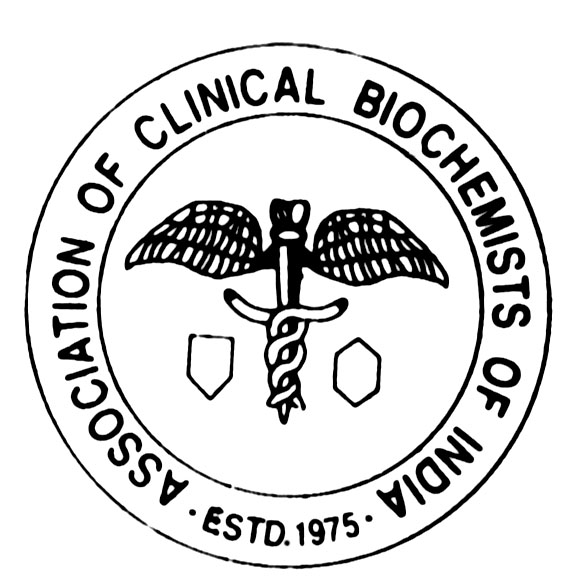 ASSOCIATION OF CLINICAL BIOCHEMISTS OF INDIA
· ESTD. 1975 ·